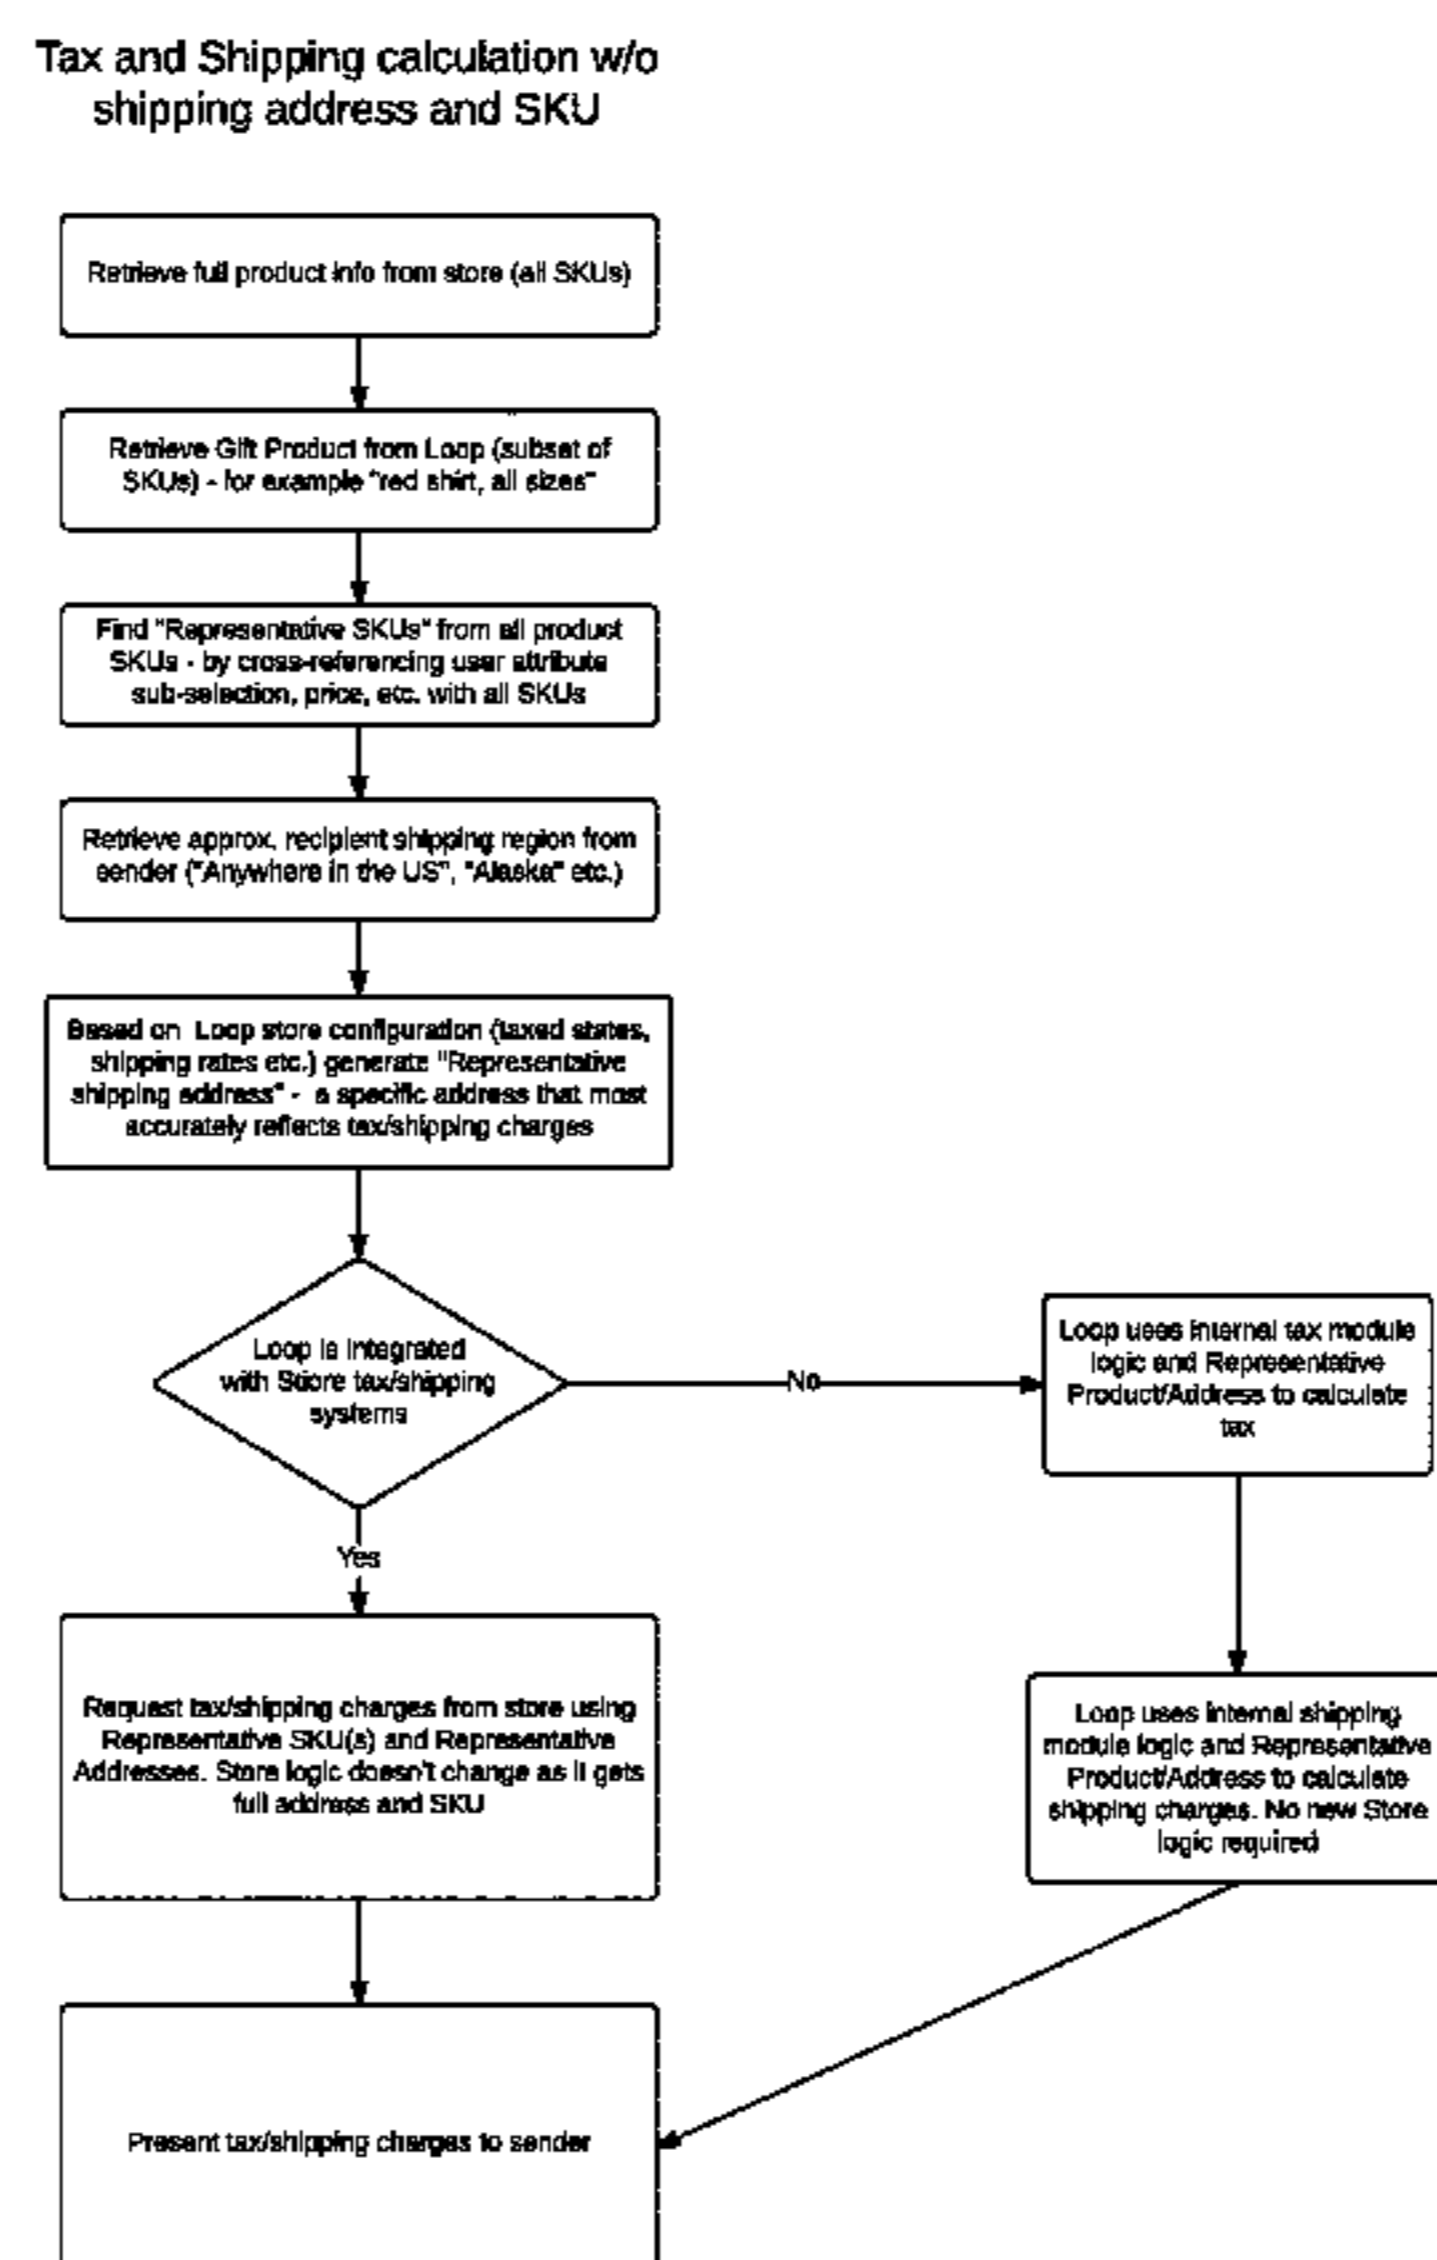 Tax and Shipping calculation w/o
shipping address and SKU
Retrieve full product info from store (all SKUs)
Retrieve Gift Product from Loop (subset of
SKUs) - for example "red shirt, all sizes"
Find "Representative SKUs" from all product
SKUs - by cross-referencing user attribute
sub-selection, price, etc. with all SKUs
Retrieve approx. recipient shipping region from
sender ("Anywhere in the US", "Alaska" etc.)
Based on Loop store configuration (taxed states,
shipping rates etc.) generate "Representative
shipping address" - a specific address that most
accurately reflects tax/shipping charges
Loop is integrated
with Store tax/shipping
systems
No
Loop uses internal tax module
logic and Representative
Product/Address to calculate
tax
Yes
Request tax/shipping charges from store using
Representative SKU(s) and Representative
Addresses. Store logic doesn't change as it gets
full address and SKU
Loop uses internal shipping
module logic and Representative
Product/Address to calculate
shipping charges. No new Store
logic required
Present tax/shipping charges to sender